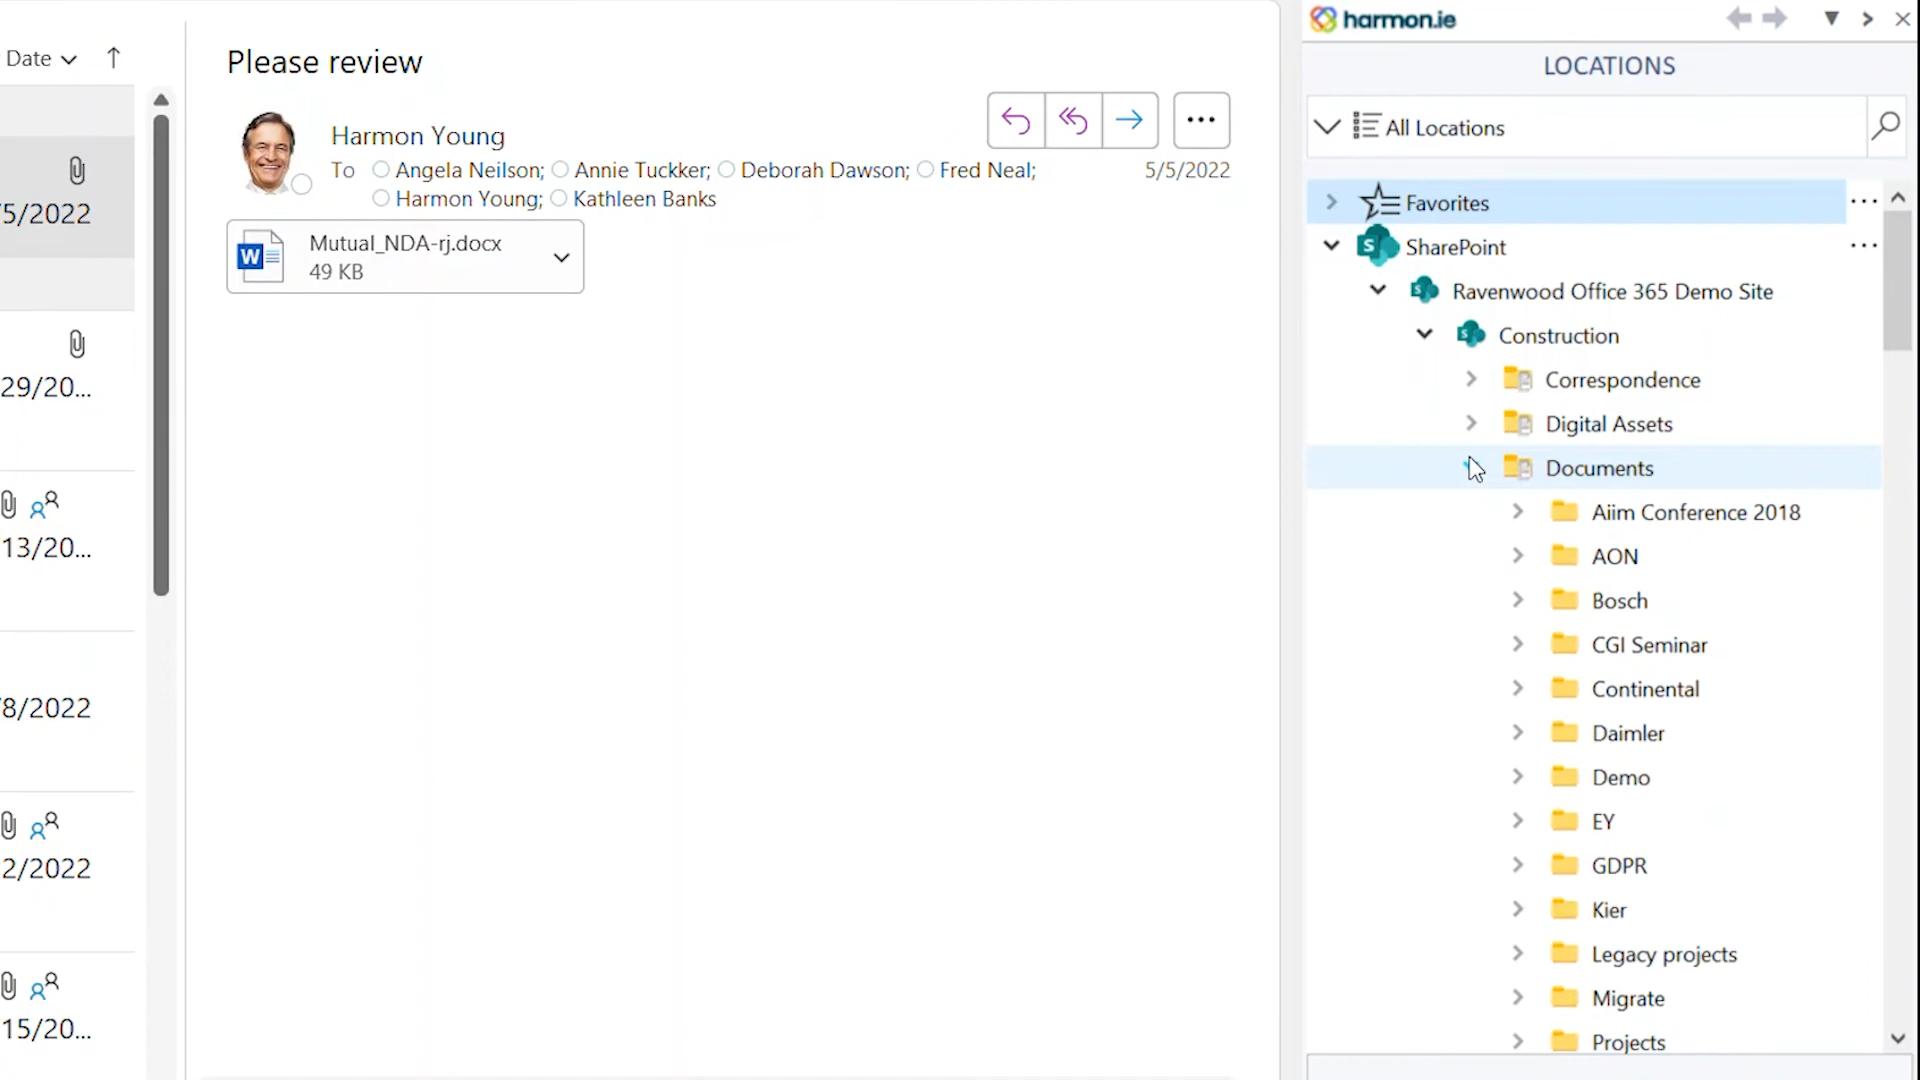 Date
/5/2022
29/20...
13/20...
/8/2022
2/2022
15/20...
Please review
Harmon Young
To Angela Neilson; Annie Tuckker; Deborah Dawson; Fred Neal;
Harmon Young; Kathleen Banks
5/5/2022
Mutual_NDA-rj.docx
49 KB
harmon.ie
LOCATIONS
All Locations
Favorites
SharePoint
Ravenwood Office 365 Demo Site
Construction
Correspondence
Digital Assets
Documents
Aiim Conference 2018
AON
Bosch
CGI Seminar
Continental
Daimler
Demo
EY
GDPR
Kier
Legacy projects
Migrate
Projects